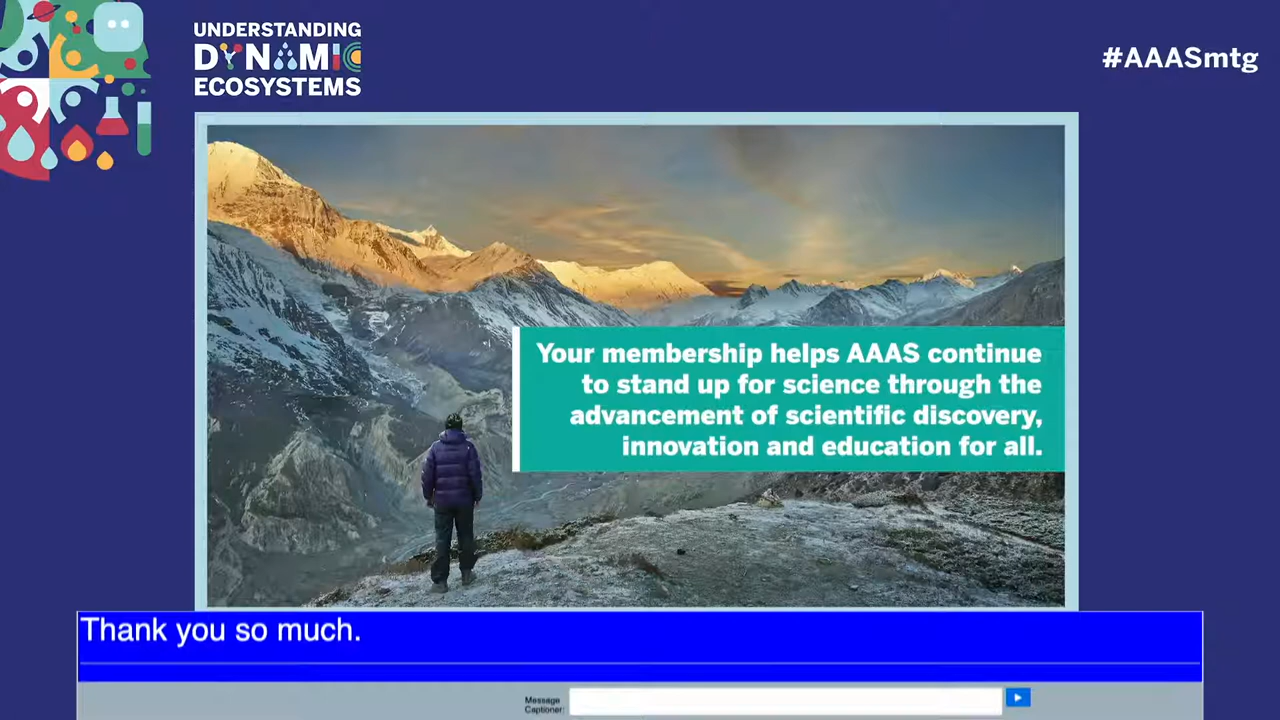 UNDERSTANDING
DYNAMIC
ECOSYSTEMS
#AAASmtg
Your membership helps AAAS continue
to stand up for science through the
advancement of scientific discovery,
innovation and education for all.
Thank you so much.
Message
Captioner: